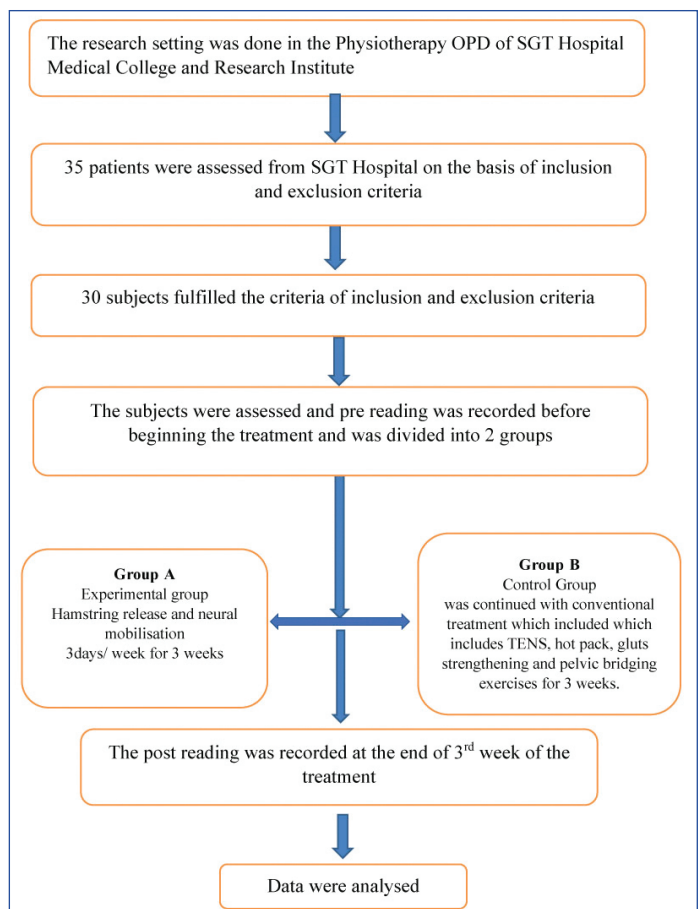 The research setting was done in the Physiotherapy OPD of SGT Hospital
Medical College and Research Institute
35 patients were assessed from SGT Hospital on the basis of inclusion
and exclusion criteria
30 subjects fulfilled the criteria of inclusion and exclusion criteria
The subjects were assessed and pre reading was recorded before
beginning the treatment and was divided into 2 groups
Group A
Experimental group
Hamstring release and neural
mobilisation
3days/ week for 3 weeks
Group B
Control Group
was continued with conventional
treatment which included which
includes TENS, hot pack, gluts
strengthening and pelvic bridging
exercises for 3 weeks.
The post reading was recorded at the end of 3rd week of the
treatment
Data were analysed